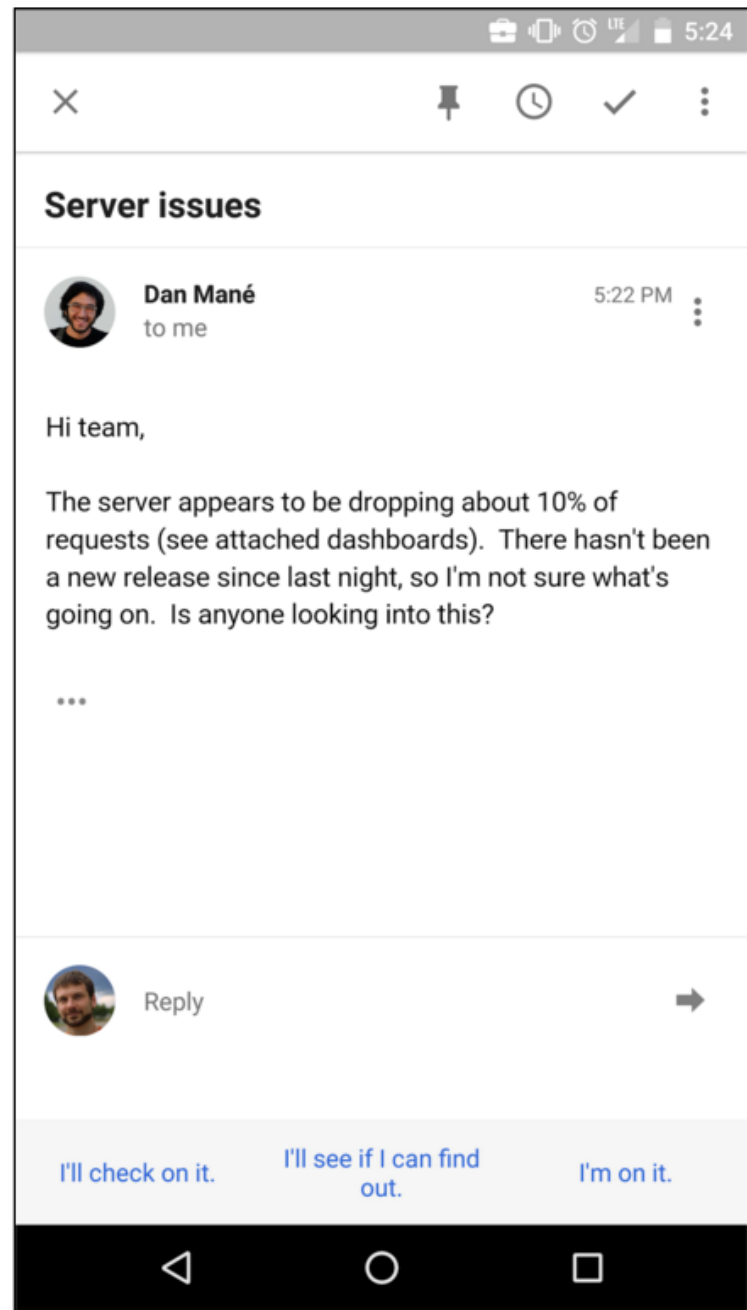 LTE 5:24
Server issues
Dan Mané
5:22 PM
to me
Hi team,
The server appears to be dropping about 10% of
requests (see attached dashboards).  There hasn't been
a new release since last night, so I'm not sure what's
going on.  Is anyone looking into this?
Reply
I'll check on it.
I'll see if I can find
out.
I'm on it.